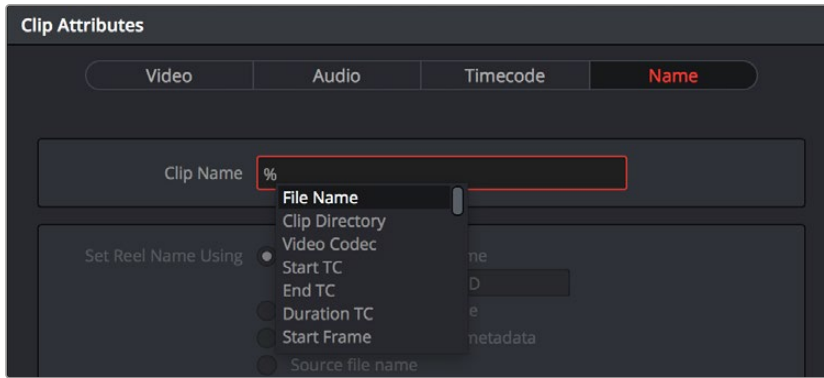 Clip Attributes
Video Audio Timecode Name
Clip Name %
File Name
Clip Directory
Set Reel Name Using Video Codec
Start TC
End TC
Duration TC
Start Frame
Source file name